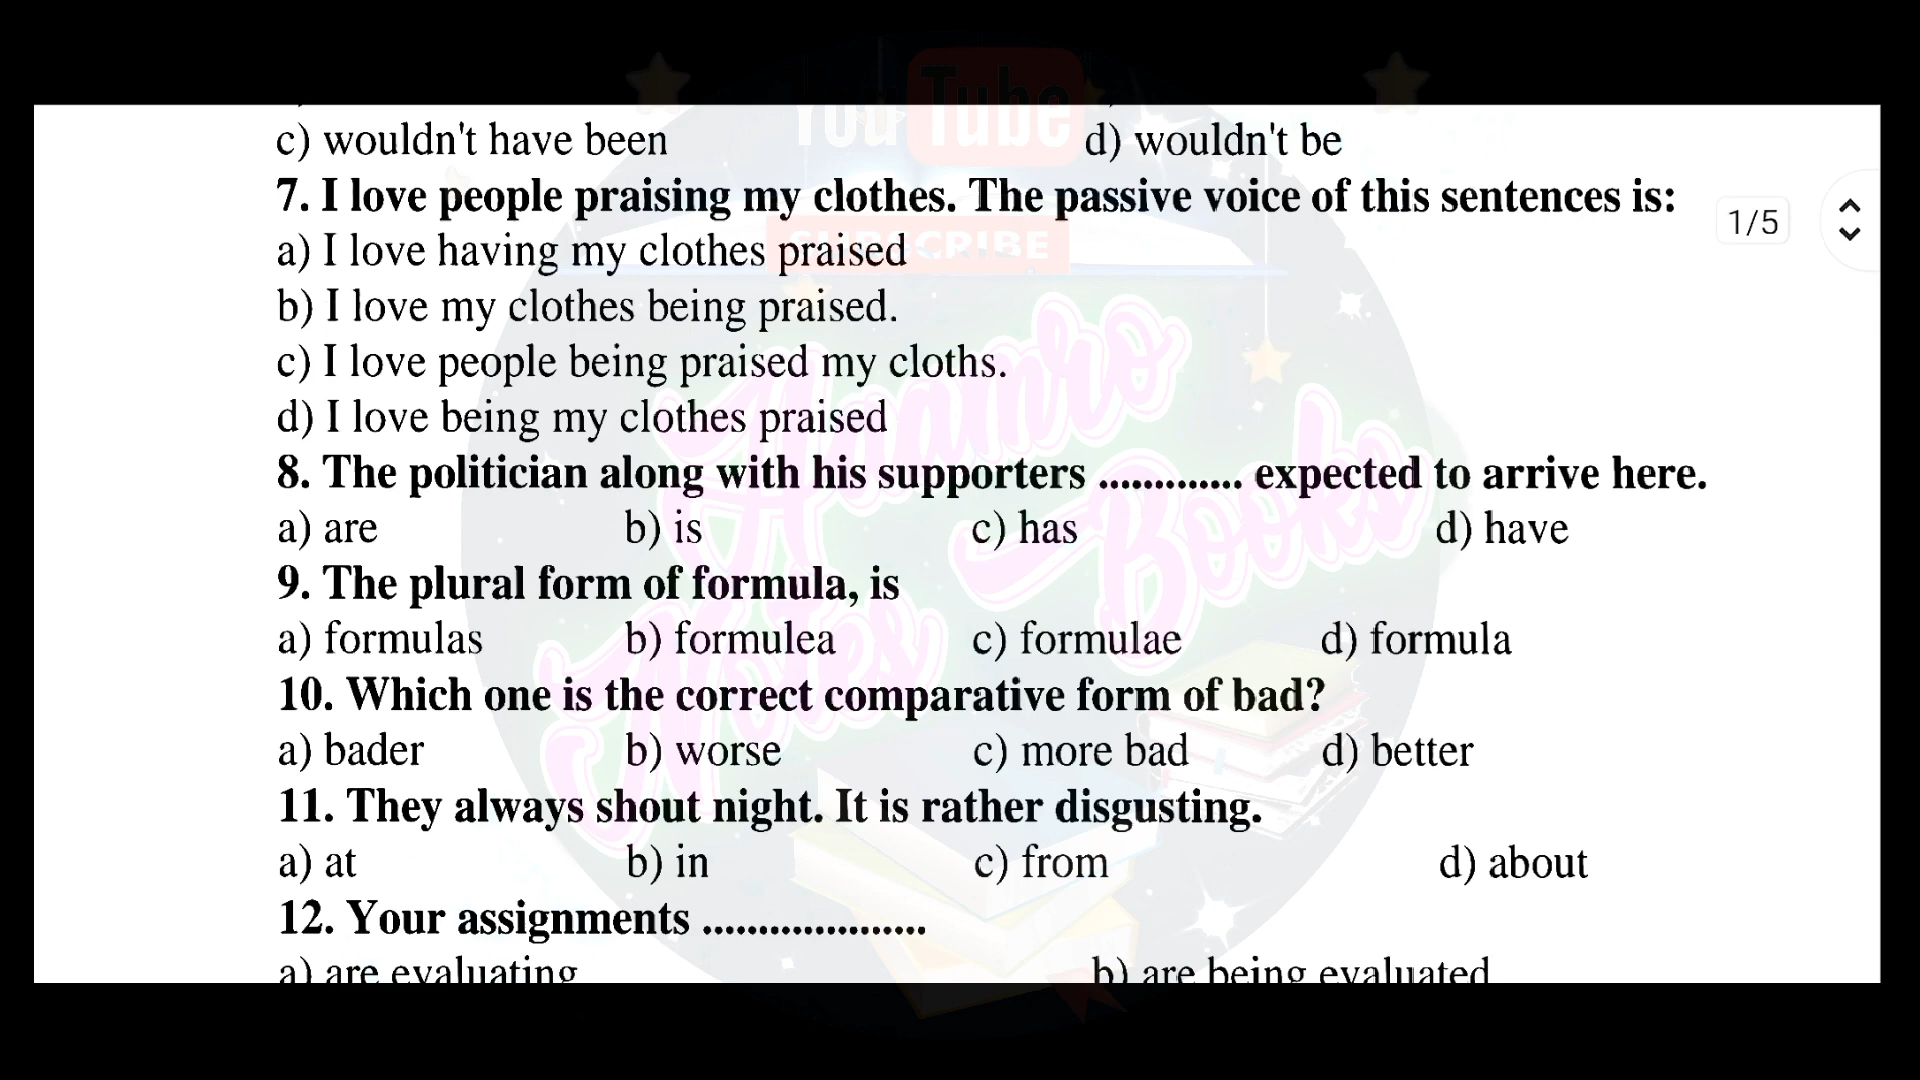 YouTube
c) wouldn't have been d) wouldn't be
7. I love people praising my clothes. The passive voice of this sentences is:
1/5
SUBSCRIBE
a) I love having my clothes praised
b) I love my clothes being praised.
c) I love people being praised my cloths.
d) I love being my clothes praised
8. The politician along with his supporters ............. expected to arrive here.
a) are b) is c) has d) have
9. The plural form of formula, is
a) formulas b) formulea c) formulae d) formula
10. Which one is the correct comparative form of bad?
a) bader b) worse c) more bad d) better
11. They always shout night. It is rather disgusting.
a) at b) in c) from d) about
12. Your assignments ....................
a) are evaluating b) are being evaluated
Haamro
Books
Notes